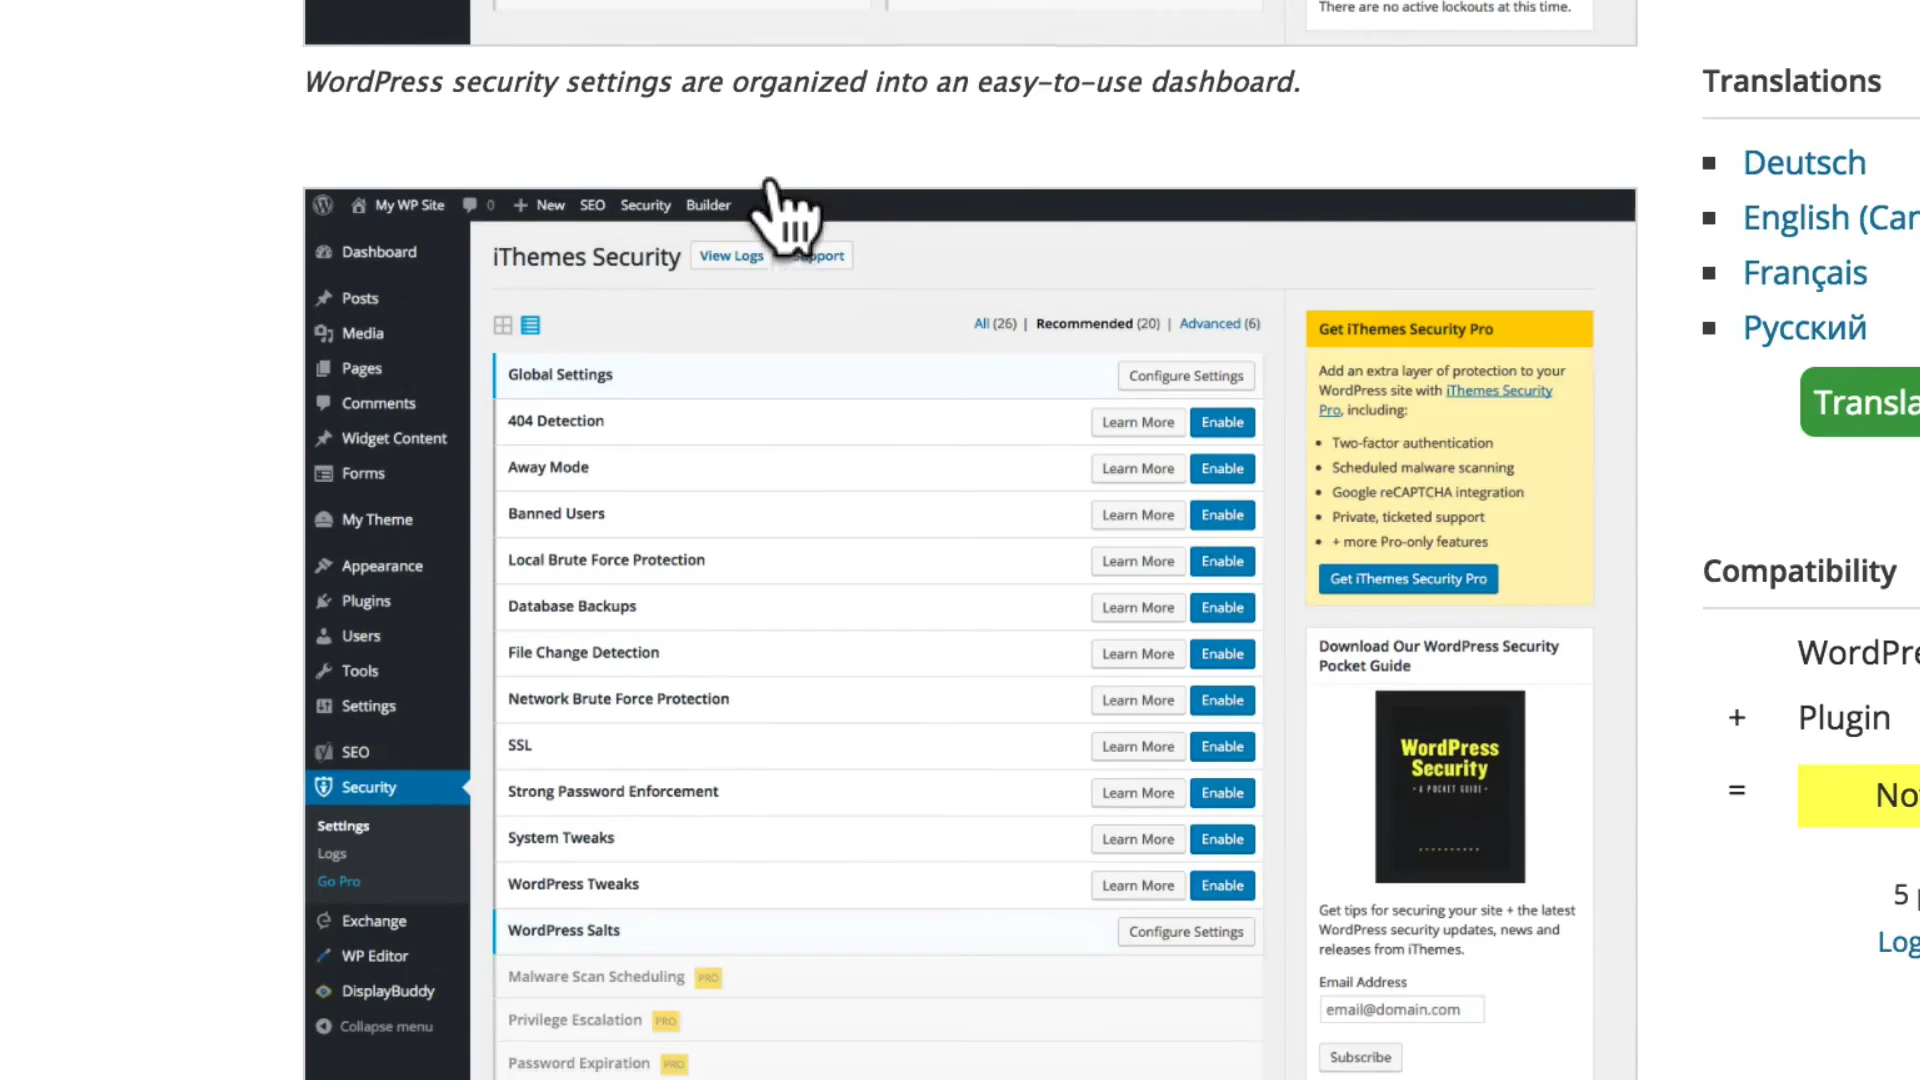 There are no active lockouts at this time.
WordPress security settings are organized into an easy-to-use dashboard.
Translations
Deutsch
English (Car
Français
Русский
Transla
Compatibility
WordPre
+ Plugin
=
5 p
Log
My WP Site 0 + New SEO Security Builder
Dashboard
Posts
Media
Pages
Comments
Widget Content
Forms
My Theme
Appearance
Plugins
Users
Tools
Settings
SEO
Security
Settings
Logs
Go Pro
Exchange
WP Editor
DisplayBuddy
Collapse menu
iThemes Security View Logs Support
All (26) | Recommended (20) | Advanced (6)
Global Settings Configure Settings
404 Detection Learn More Enable
Away Mode Learn More Enable
Banned Users Learn More Enable
Local Brute Force Protection Learn More Enable
Database Backups Learn More Enable
File Change Detection Learn More Enable
Network Brute Force Protection Learn More Enable
SSL Learn More Enable
Strong Password Enforcement Learn More Enable
System Tweaks Learn More Enable
WordPress Tweaks Learn More Enable
WordPress Salts Configure Settings
Malware Scan Scheduling PRO
Privilege Escalation PRO
Password Expiration PRO
Get iThemes Security Pro
Add an extra layer of protection to your
WordPress site with iThemes Security
Pro, including:
Two-factor authentication
Scheduled malware scanning
Google reCAPTCHA integration
Private, ticketed support
+ more Pro-only features
Get iThemes Security Pro
Download Our WordPress Security
Pocket Guide
WordPress
Security
• A POCKET GUIDE •
Get tips for securing your site + the latest
WordPress security updates, news and
releases from iThemes.
Email Address
email@domain.com
Subscribe